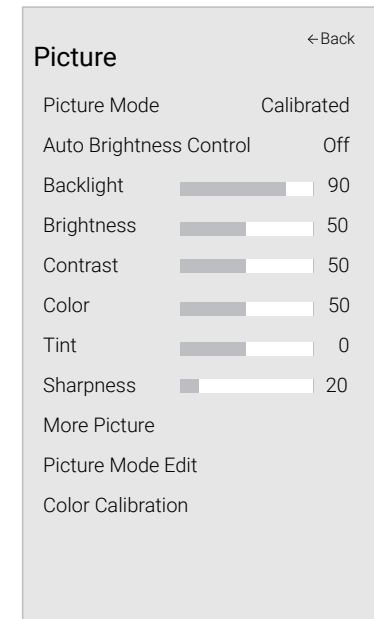 ←Back
Picture
Picture Mode Calibrated
Auto Brightness Control Off
Backlight 90
Brightness 50
Contrast 50
Color 50
Tint 0
Sharpness 20
More Picture
Picture Mode Edit
Color Calibration